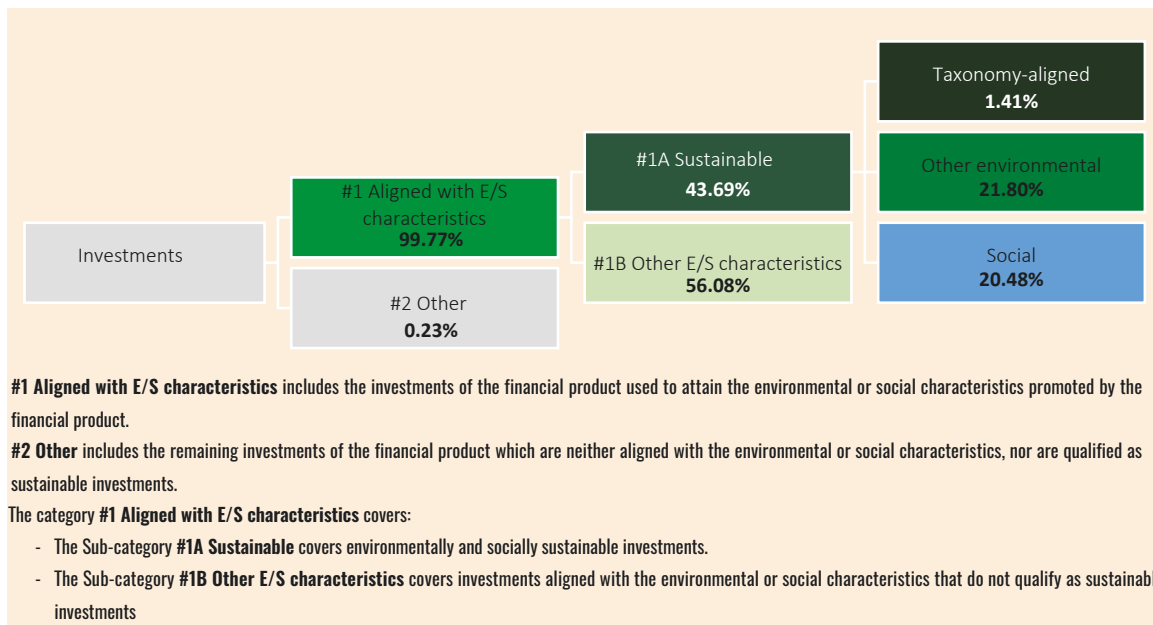 Taxonomy-aligned
1.41%
#1A Sustainable
43.69%
Other environmental
21.80%
#1 Aligned with E/S
characteristics
99.77%
Investments
#1B Other E/S characteristics
56.08%
Social
20.48%
#2 Other
0.23%
#1 Aligned with E/S characteristics includes the investments of the financial product used to attain the environmental or social characteristics promoted by the
financial product.
#2 Other includes the remaining investments of the financial product which are neither aligned with the environmental or social characteristics, nor are qualified as
sustainable investments.
The category #1 Aligned with E/S characteristics covers:
- The Sub-category #1A Sustainable covers environmentally and socially sustainable investments.
- The Sub-category #1B Other E/S characteristics covers investments aligned with the environmental or social characteristics that do not qualify as sustainabl
investments